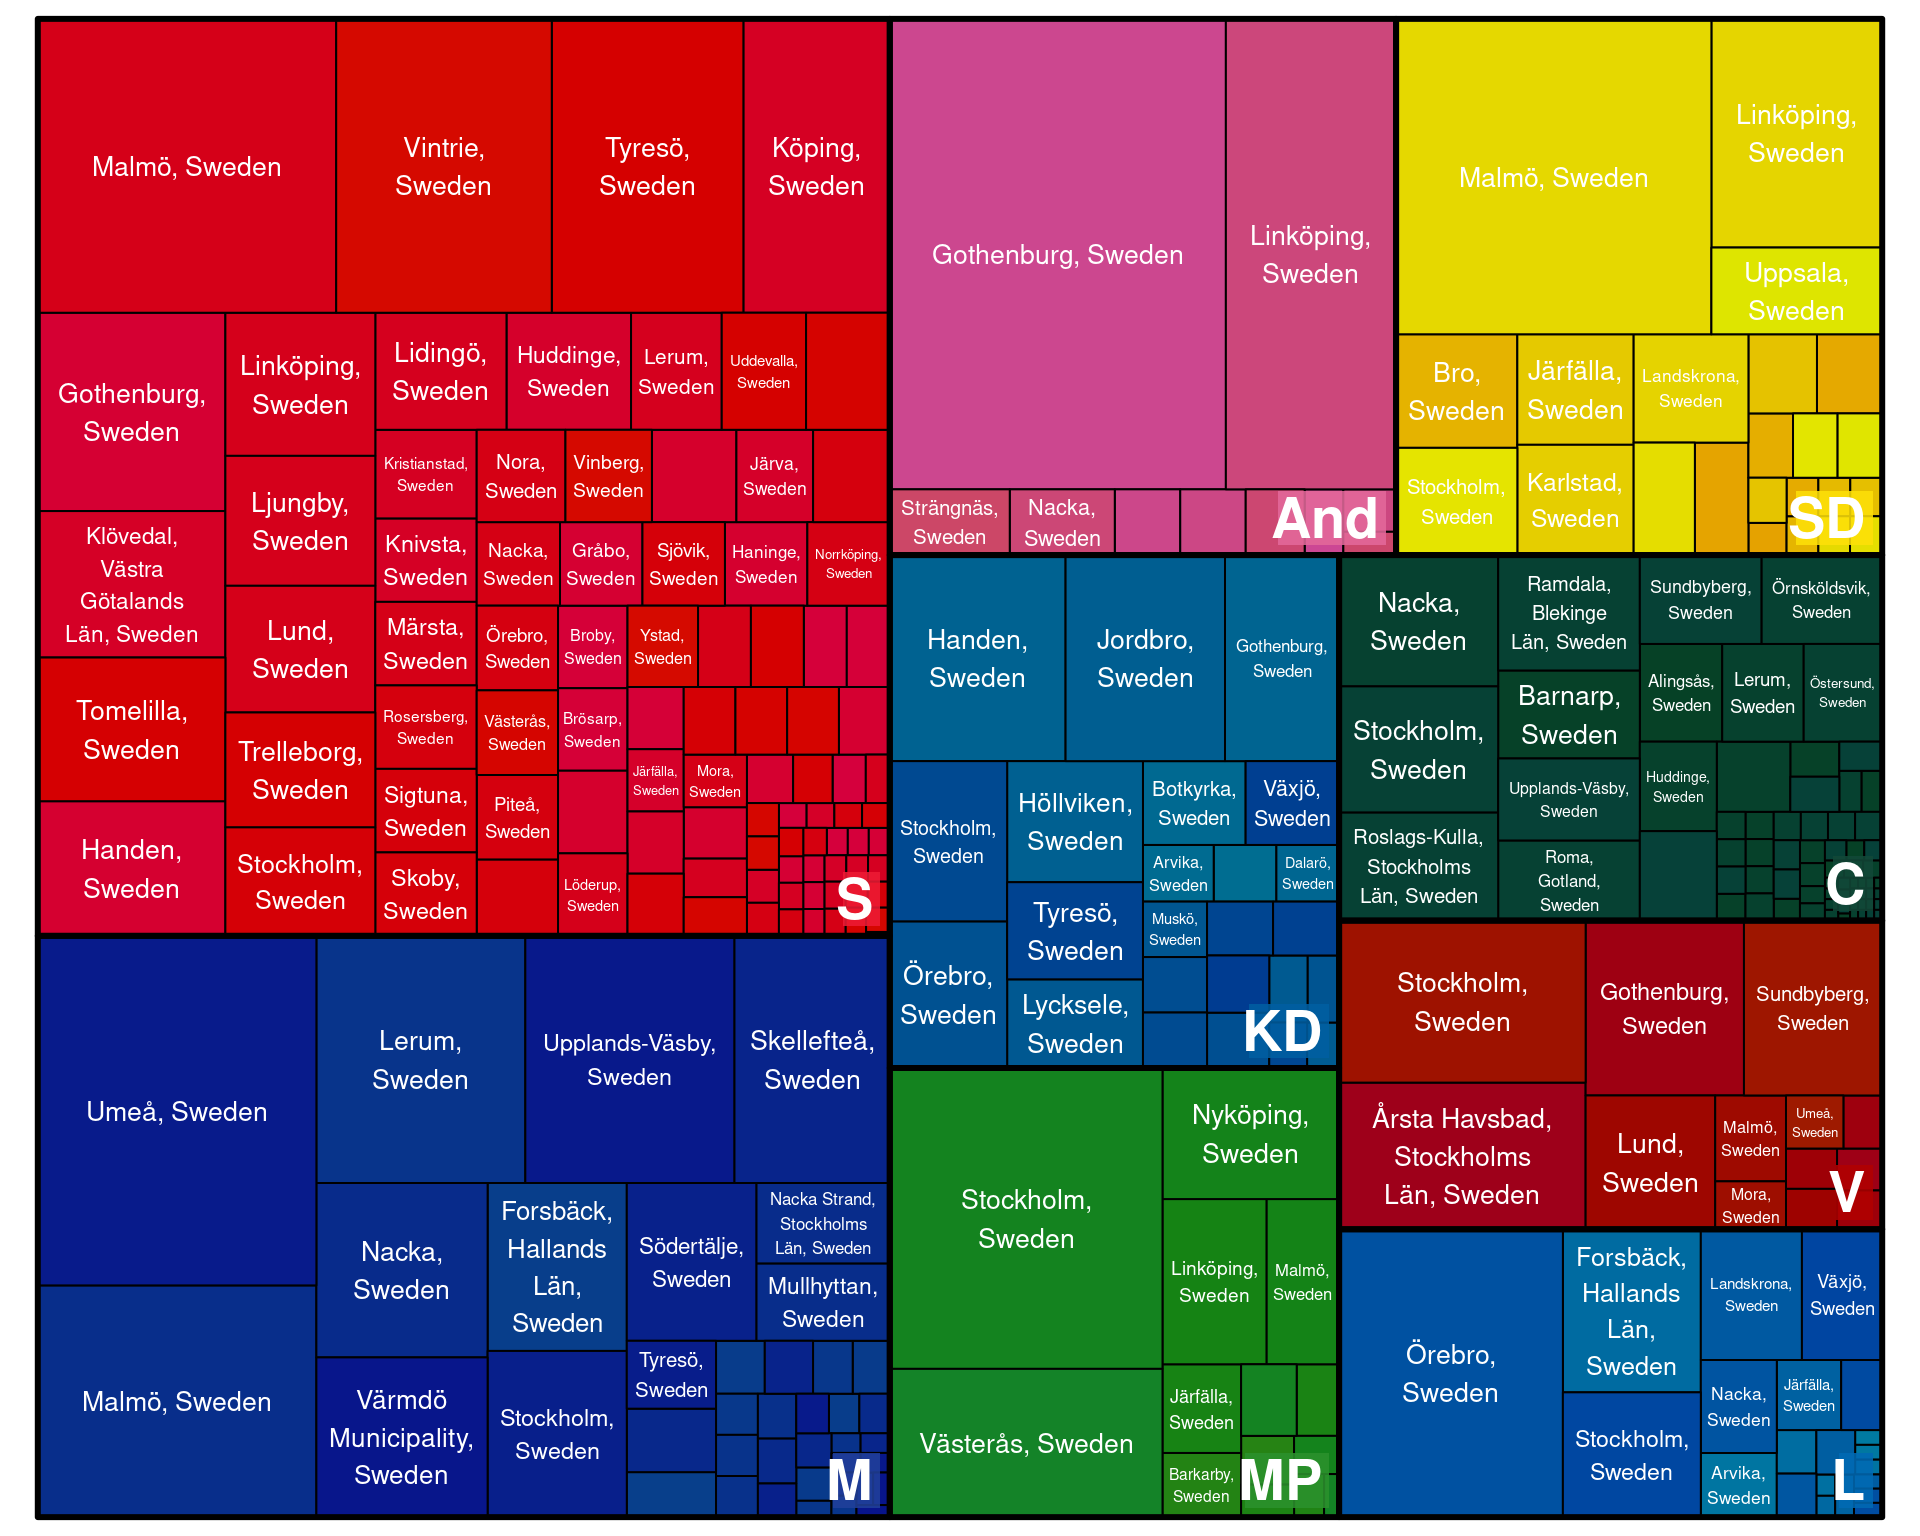 Malmö, Sweden
Vintrie,
Sweden
Tyresö,
Sweden
Köping,
Sweden
Gothenburg,
Sweden
Klövedal,
Västra
Götalands
Län, Sweden
Tomelilla,
Sweden
Handen,
Sweden
Linköping,
Sweden
Ljungby,
Sweden
Lund,
Sweden
Trelleborg,
Sweden
Stockholm,
Sweden
Lidingö,
Sweden
Huddinge,
Sweden
Lerum,
Sweden
Uddevalla,
Sweden
Kristianstad,
Sweden
Nora,
Sweden
Vinberg,
Sweden
Järva,
Sweden
Knivsta,
Sweden
Nacka,
Sweden
Gråbo,
Sweden
Sjövik,
Sweden
Haninge,
Sweden
Norrköping,
Sweden
Märsta,
Sweden
Örebro,
Sweden
Broby,
Sweden
Ystad,
Sweden
Rosersberg,
Sweden
Västerås,
Sweden
Brösarp,
Sweden
Järfälla,
Sweden
Mora,
Sweden
Sigtuna,
Sweden
Piteå,
Sweden
Skoby,
Sweden
Löderup,
Sweden
S
Gothenburg, Sweden
Linköping,
Sweden
Strängnäs,
Sweden
Nacka,
Sweden
And
Malmö, Sweden
Linköping,
Sweden
Uppsala,
Sweden
Bro,
Sweden
Järfälla,
Sweden
Landskrona,
Sweden
Stockholm,
Sweden
Karlstad,
Sweden
SD
Handen,
Sweden
Jordbro,
Sweden
Gothenburg,
Sweden
Stockholm,
Sweden
Örebro,
Sweden
Höllviken,
Sweden
Tyresö,
Sweden
Lycksele,
Sweden
Botkyrka,
Sweden
Växjö,
Sweden
Arvika,
Sweden
Dalarö,
Sweden
Muskö,
Sweden
KD
Nacka,
Sweden
Stockholm,
Sweden
Roslags-Kulla,
Stockholms
Län, Sweden
Ramdala,
Blekinge
Län, Sweden
Barnarp,
Sweden
Upplands-Väsby,
Sweden
Roma,
Gotland,
Sweden
Sundbyberg,
Sweden
Örnsköldsvik,
Sweden
Alingsås,
Sweden
Lerum,
Sweden
Östersund,
Sweden
Huddinge,
Sweden
C
Umeå, Sweden
Malmö, Sweden
Lerum,
Sweden
Upplands-Väsby,
Sweden
Skellefteå,
Sweden
Nacka,
Sweden
Värmdö
Municipality,
Sweden
Forsbäck,
Hallands
Län,
Sweden
Stockholm,
Sweden
Södertälje,
Sweden
Nacka Strand,
Stockholms
Län, Sweden
Mullhyttan,
Sweden
Tyresö,
Sweden
M
Stockholm,
Sweden
Västerås, Sweden
Nyköping,
Sweden
Linköping,
Sweden
Malmö,
Sweden
Järfälla,
Sweden
Barkarby,
Sweden
MP
Stockholm,
Sweden
Årsta Havsbad,
Stockholms
Län, Sweden
Gothenburg,
Sweden
Sundbyberg,
Sweden
Lund,
Sweden
Malmö,
Sweden
Mora,
Sweden
Umeå,
Sweden
V
Örebro,
Sweden
Forsbäck,
Hallands
Län,
Sweden
Stockholm,
Sweden
Landskrona,
Sweden
Växjö,
Sweden
Nacka,
Sweden
Järfälla,
Sweden
Arvika,
Sweden
L